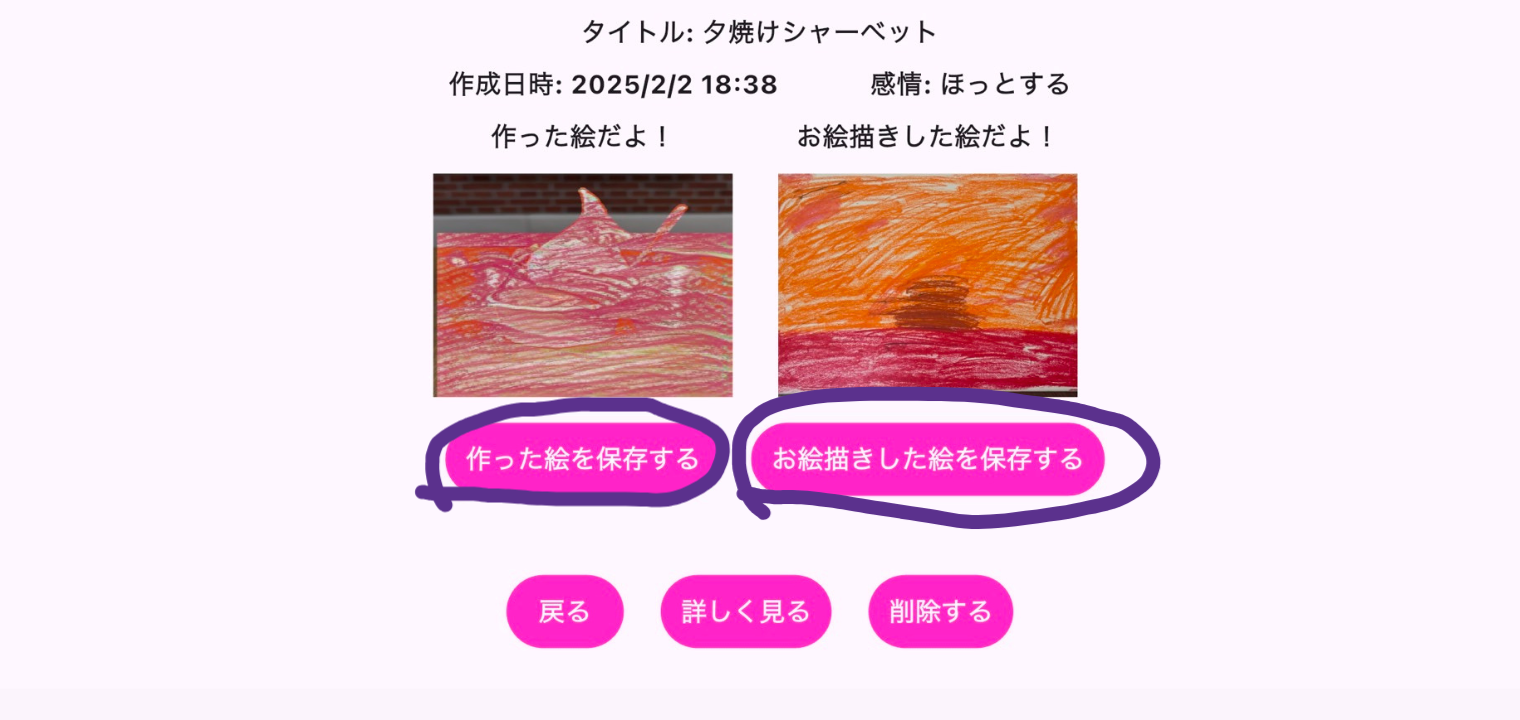 タイトル: 夕焼けシャーベット
作成日時: 2025/2/2 18:38 感情: ほっとする
作った絵だよ！ お絵描きした絵だよ！
作った絵を保存する お絵描きした絵を保存する
戻る 詳しく見る 削除する